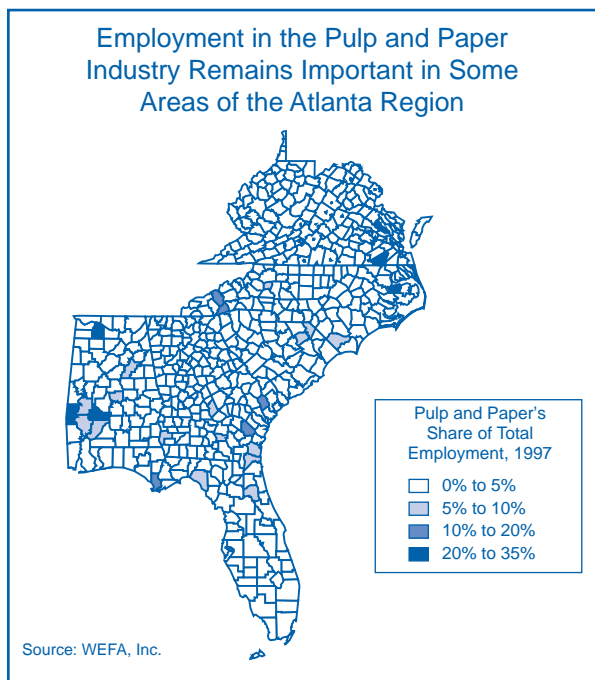 Employment in the Pulp and Paper
Industry Remains Important in Some
Areas of the Atlanta Region
Pulp and Paper's
Share of Total
Employment, 1997
0% to 5%
5% to 10%
10% to 20%
20% to 35%
Source: WEFA, Inc.